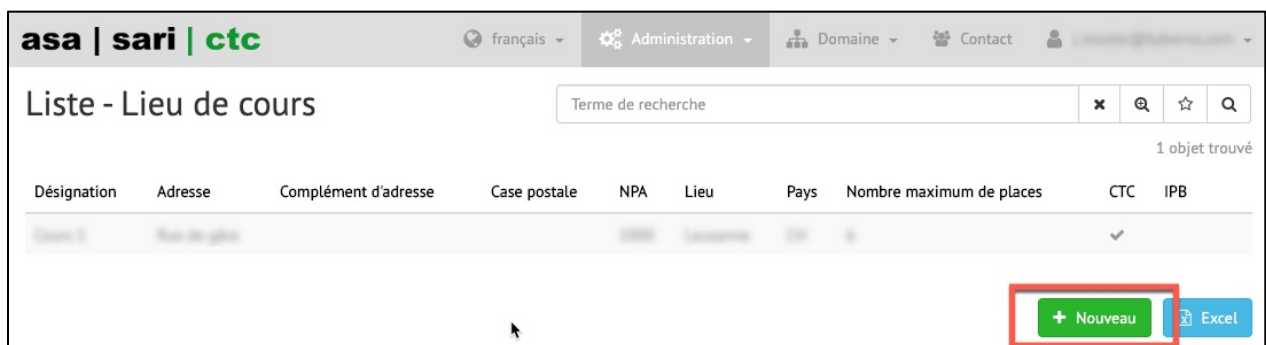 asa | sari | ctc français Administration Domaine Contact
Liste - Lieu de cours Terme de recherche
1 objet trouvé
Désignation Adresse Complément d'adresse Case postale NPA Lieu Pays Nombre maximum de places CTC IPB
+ Nouveau Excel